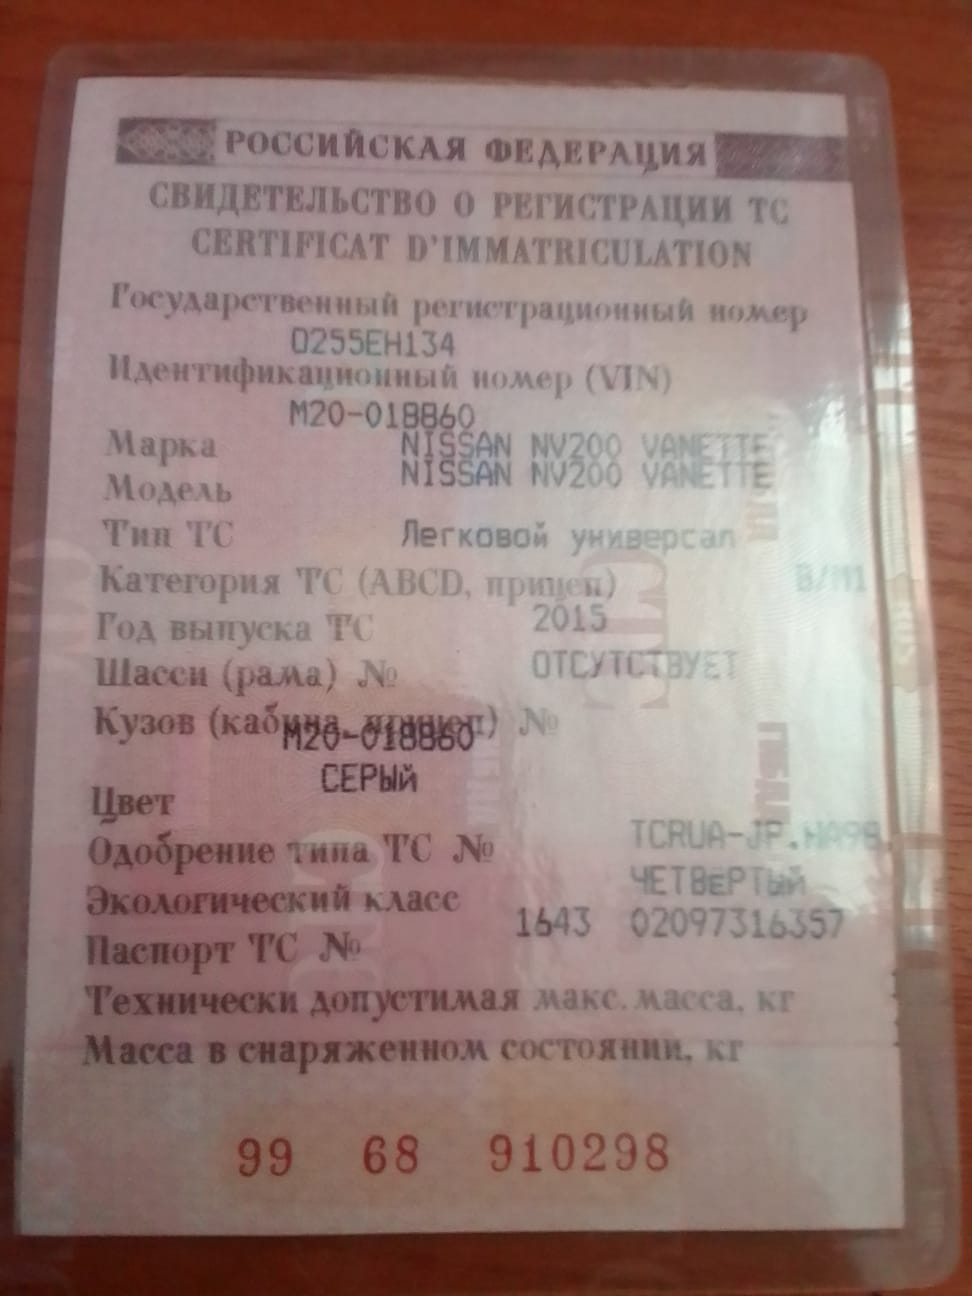 РОССИЙСКАЯ ФЕДЕРАЦИЯ
СВИДЕТЕЛЬСТВО О РЕГИСТРАЦИИ ТС
CERTIFICAT D'IMMATRICULATION
Государственный регистрационный номер
О255ЕН134
Идентификационный номер (VIN)
M20-018860
Марка NISSAN NV200 VANETTE
Модель NISSAN NV200 VANETTE
Тип ТС Легковой универсал
Категория ТС (ABCD, прицеп) B/M1
Год выпуска ТС 2015
Шасси (рама) № ОТСУТСТВУЕТ
Кузов (кабина, прицеп) №
M20-018860
Цвет СЕРЫЙ
Одобрение типа ТС № TCRUA-JP.
Экологический класс ЧЕТВЁРТЫЙ
Паспорт ТС № 1643 02097316357
Технически допустимая макс. масса, кг
Масса в снаряженном состоянии, кг
99 68 910298